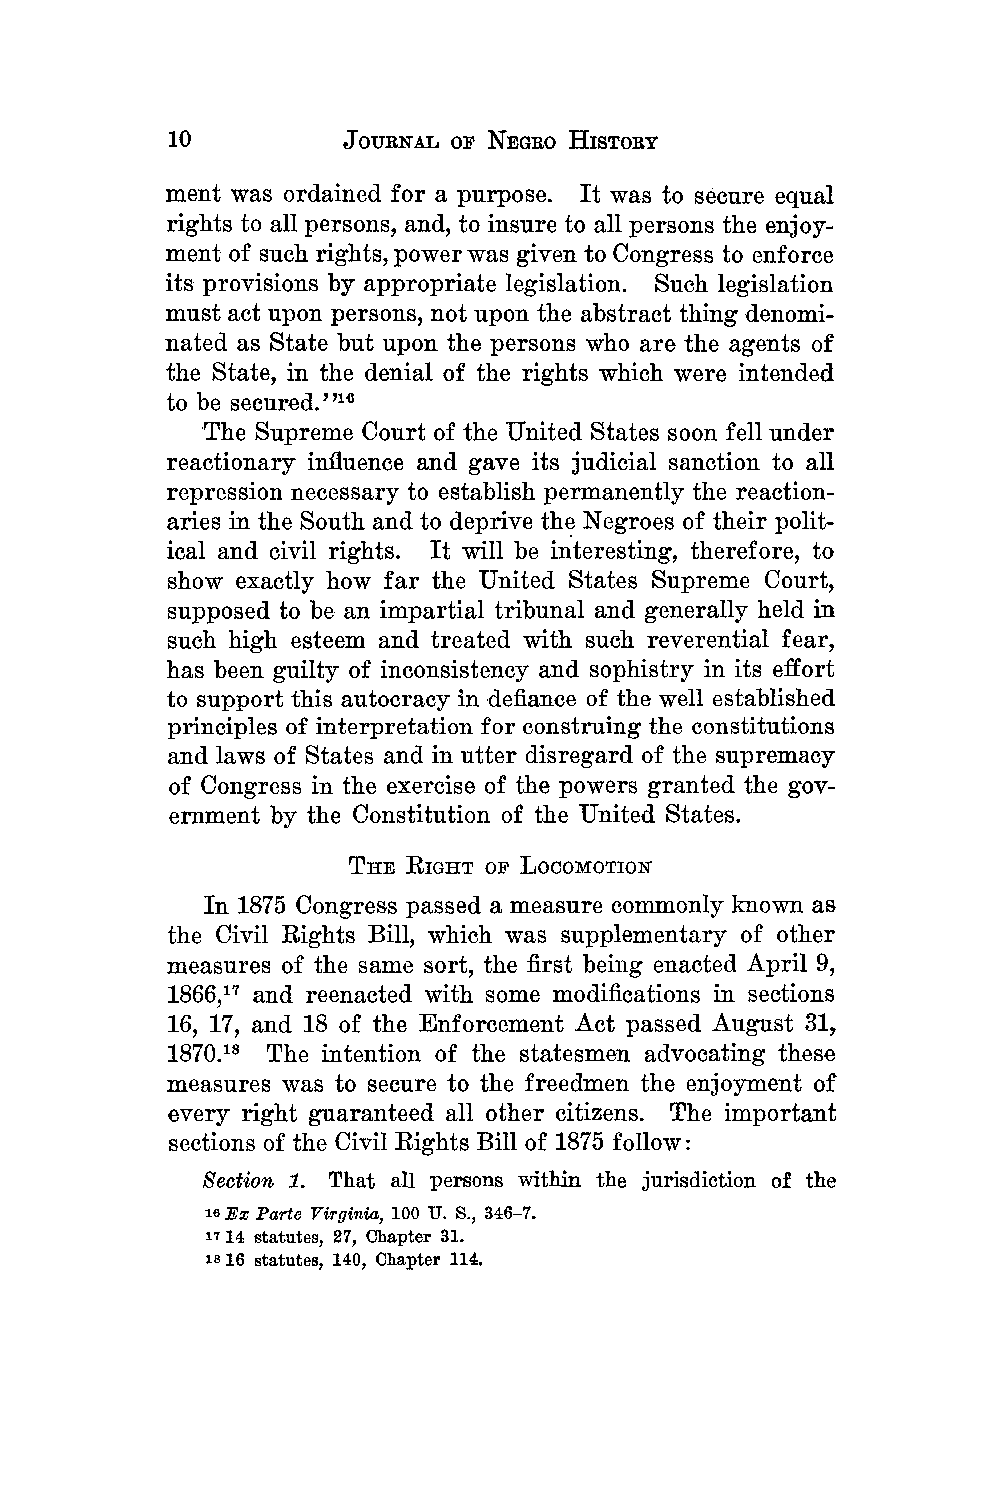 10 JOURNAL OF NEGRO HISTORY
ment was ordained for a purpose. It was to secure equal
rights to all persons, and, to insure to all persons the enjoy-
ment of such rights, power was given to Congress to enforce
its provisions by appropriate legislation. Such legislation
must act upon persons, not upon the abstract thing denomi-
nated as State but upon the persons who are the agents of
the State, in the denial of the rights which were intended
to be secured.’’¹⁶
The Supreme Court of the United States soon fell under
reactionary influence and gave its judicial sanction to all
repression necessary to establish permanently the reaction-
aries in the South and to deprive the Negroes of their polit-
ical and civil rights. It will be interesting, therefore, to
show exactly how far the United States Supreme Court,
supposed to be an impartial tribunal and generally held in
such high esteem and treated with such reverential fear,
has been guilty of inconsistency and sophistry in its effort
to support this autocracy in defiance of the well established
principles of interpretation for construing the constitutions
and laws of States and in utter disregard of the supremacy
of Congress in the exercise of the powers granted the gov-
ernment by the Constitution of the United States.
THE RIGHT OF LOCOMOTION
In 1875 Congress passed a measure commonly known as
the Civil Rights Bill, which was supplementary of other
measures of the same sort, the first being enacted April 9,
1866,¹⁷ and reenacted with some modifications in sections
16, 17, and 18 of the Enforcement Act passed August 31,
1870.¹⁸ The intention of the statesmen advocating these
measures was to secure to the freedmen the enjoyment of
every right guaranteed all other citizens. The important
sections of the Civil Rights Bill of 1875 follow:
Section 1. That all persons within the jurisdiction of the
¹⁶ Ex Parte Virginia, 100 U. S., 346–7.
¹⁷ 14 statutes, 27, Chapter 31.
¹⁸ 16 statutes, 140, Chapter 114.